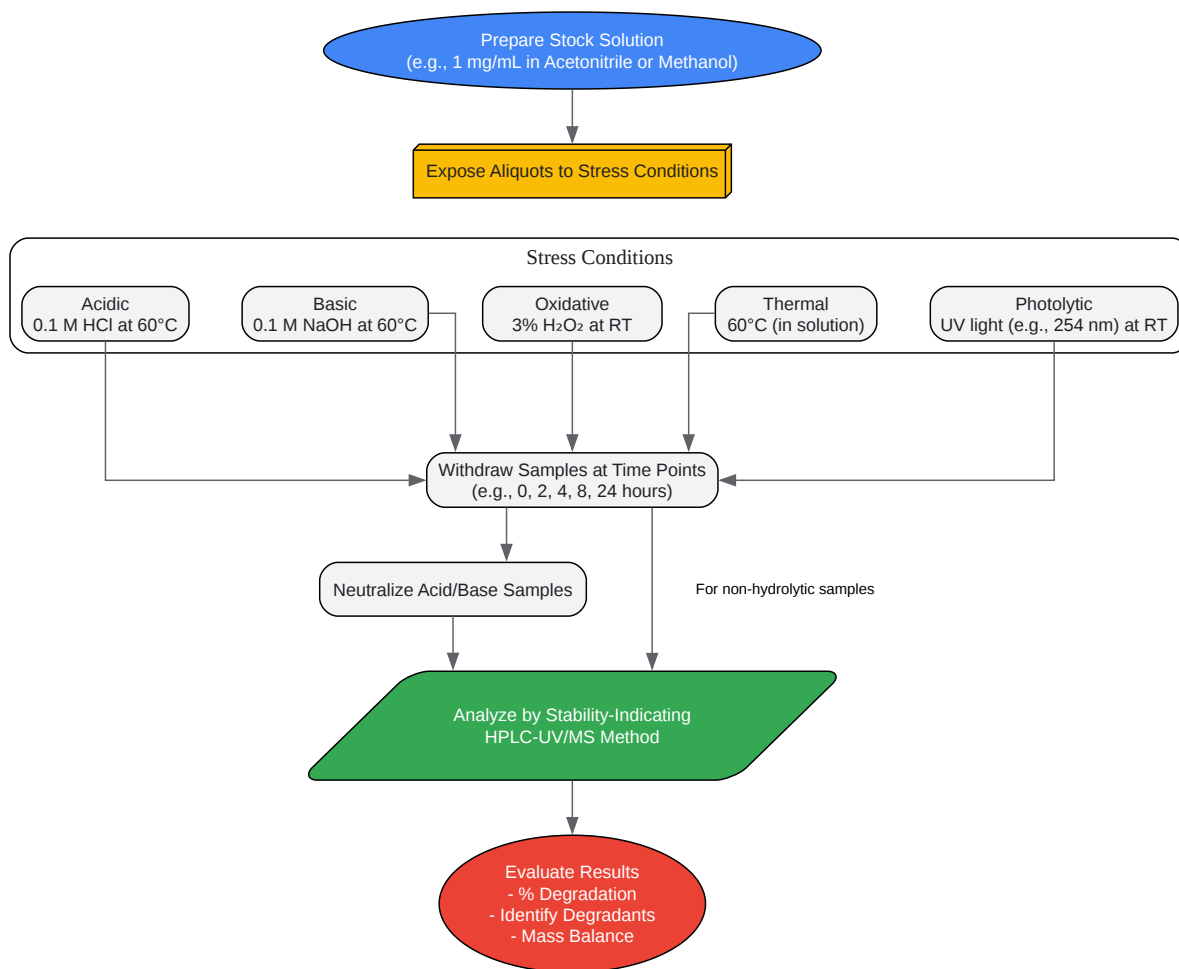 Prepare Stock Solution
(e.g., 1 mg/mL in Acetonitrile or Methanol)
Expose Aliquots to Stress Conditions
Stress Conditions
Acidic
0.1 M HCl at 60°C
Basic
0.1 M NaOH at 60°C
Oxidative
3% H₂O₂ at RT
Thermal
60°C (in solution)
Photolytic
UV light (e.g., 254 nm) at RT
Withdraw Samples at Time Points
(e.g., 0, 2, 4, 8, 24 hours)
Neutralize Acid/Base Samples
For non-hydrolytic samples
Analyze by Stability-Indicating
HPLC-UV/MS Method
Evaluate Results
- % Degradation
- Identify Degradants
- Mass Balance